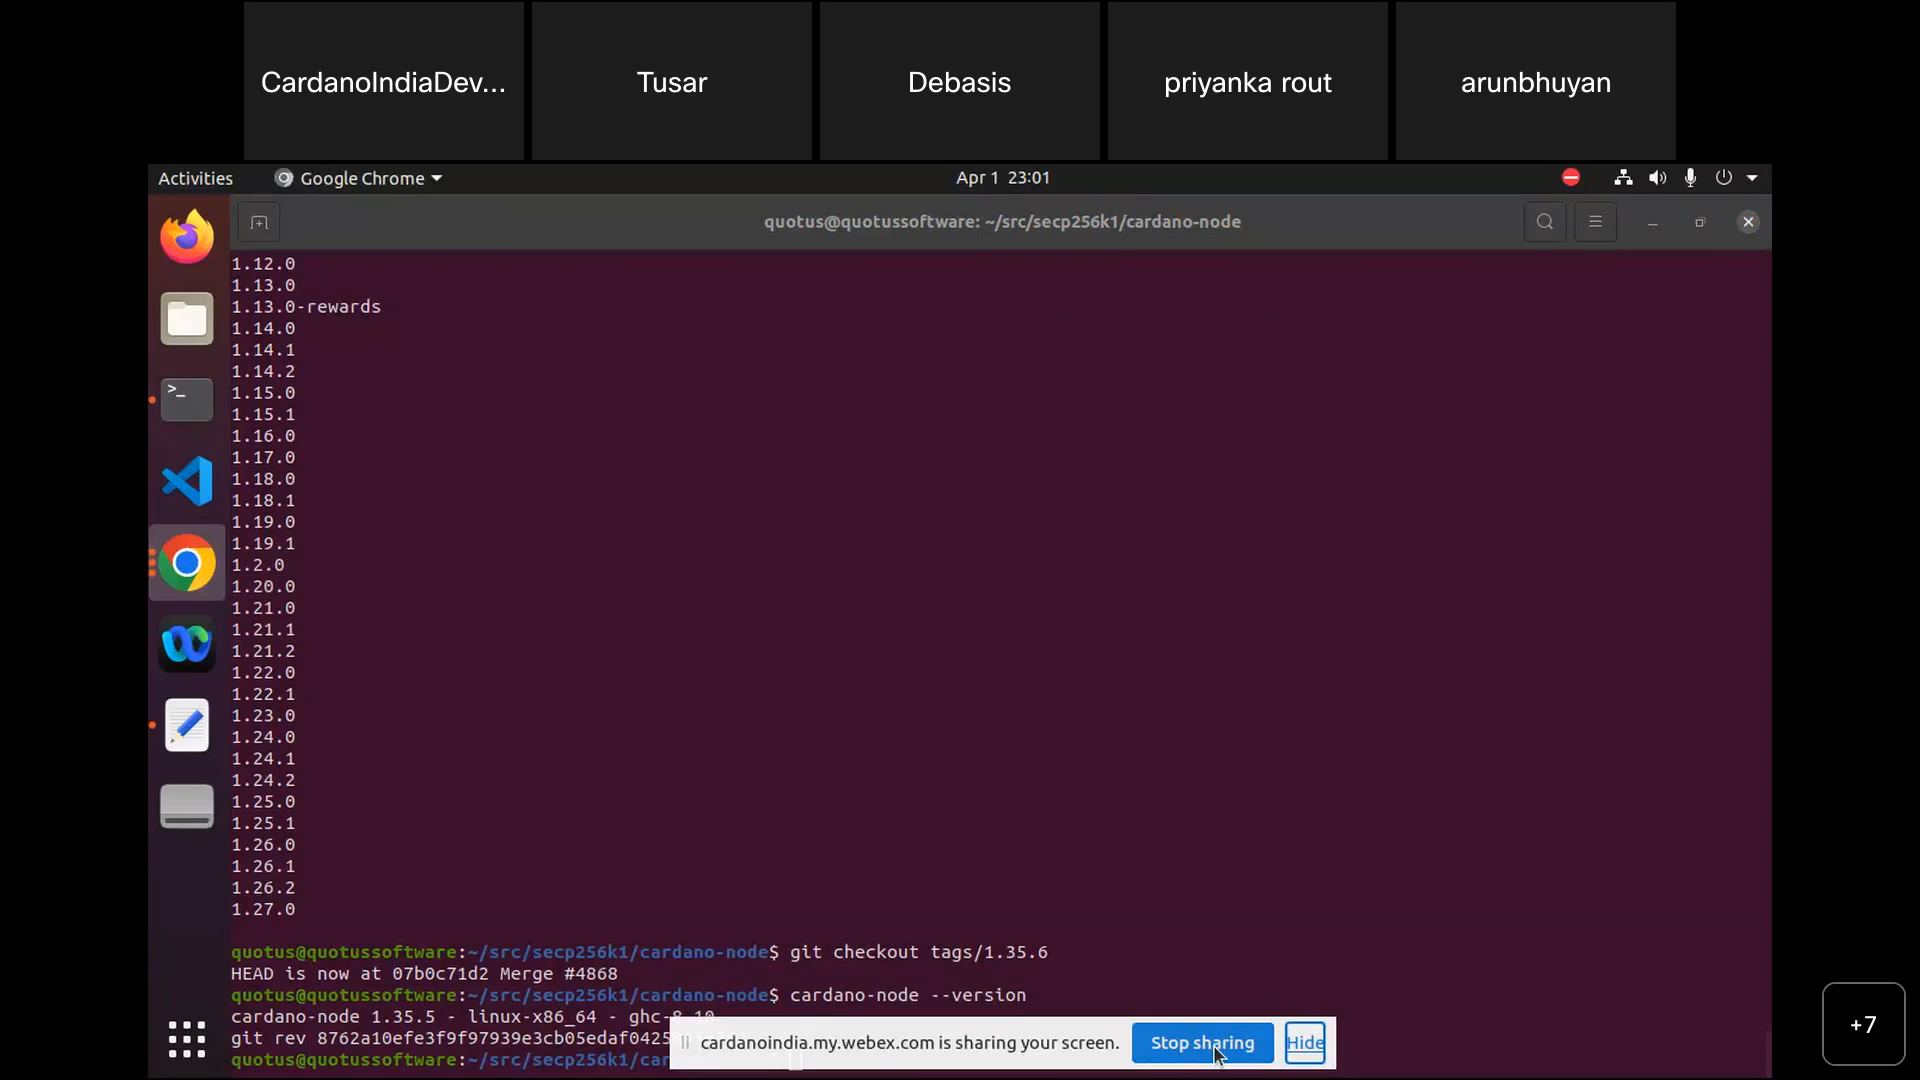 CardanoIndiaDev...
Tusar
Debasis
priyanka rout
arunbhuyan
Activities
Google Chrome
Apr 1 23:01
quotus@quotussoftware: ~/src/secp256k1/cardano-node
1.12.0
1.13.0
1.13.0-rewards
1.14.0
1.14.1
1.14.2
1.15.0
1.15.1
1.16.0
1.17.0
1.18.0
1.18.1
1.19.0
1.19.1
1.2.0
1.20.0
1.21.0
1.21.1
1.21.2
1.22.0
1.22.1
1.23.0
1.24.0
1.24.1
1.24.2
1.25.0
1.25.1
1.26.0
1.26.1
1.26.2
1.27.0
quotus@quotussoftware:~/src/secp256k1/cardano-node$ git checkout tags/1.35.6
HEAD is now at 07b0c71d2 Merge #4868
quotus@quotussoftware:~/src/secp256k1/cardano-node$ cardano-node --version
cardano-node 1.35.5 - linux-x86_64 - ghc-8.10
git rev 8762a10efe3f9f97939e3cb05edaf0425
quotus@quotussoftware:~/src/secp256k1/car
cardanoindia.my.webex.com is sharing your screen.
Stop sharing
Hide
+7